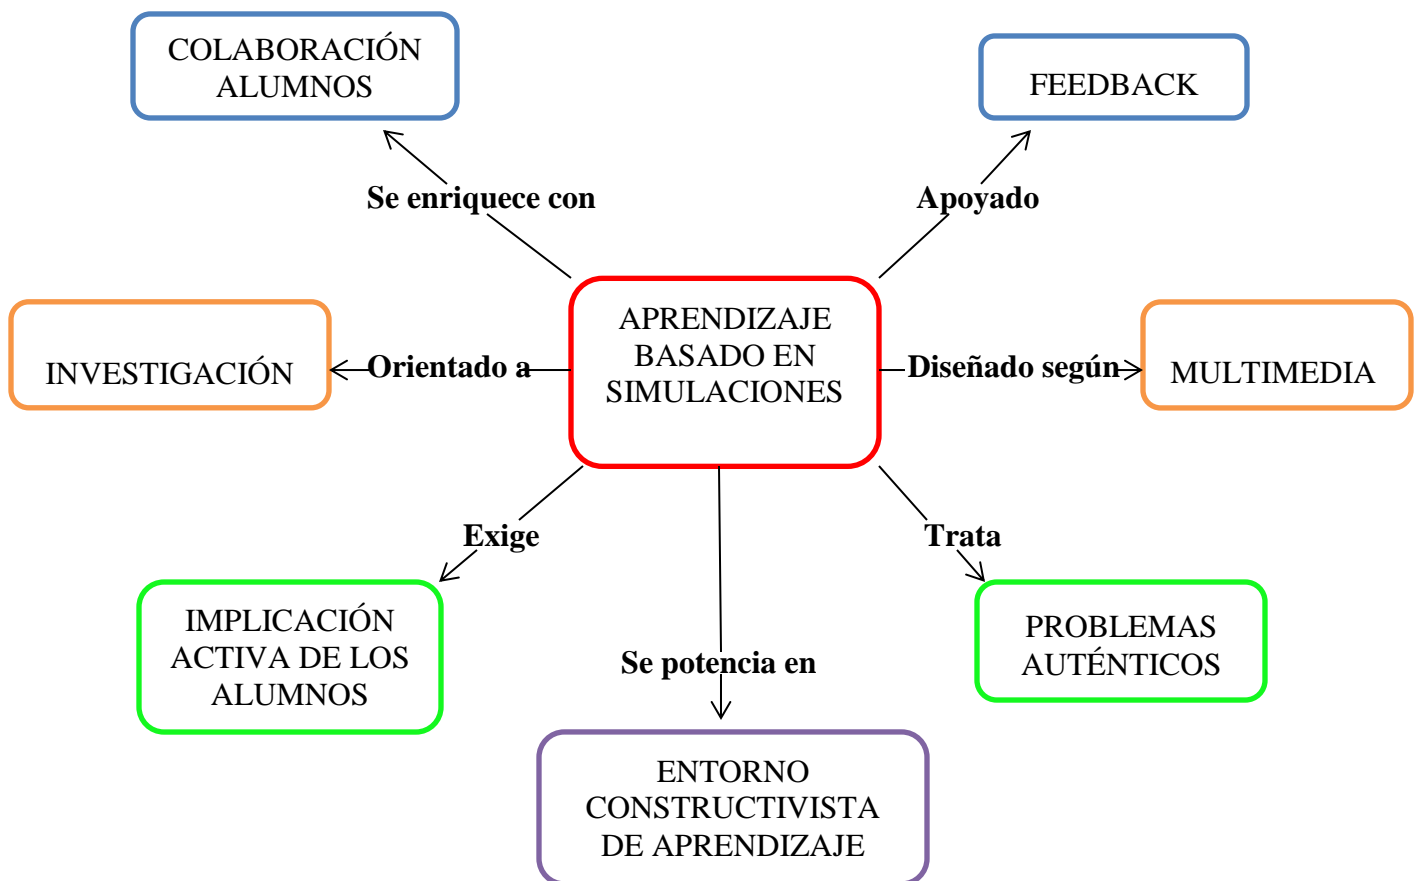 COLABORACIÓN
ALUMNOS
FEEDBACK
Se enriquece con
Apoyado
APRENDIZAJE
BASADO EN
SIMULACIONES
INVESTIGACIÓN
Orientado a
Diseñado según
MULTIMEDIA
Exige
Trata
IMPLICACIÓN
ACTIVA DE LOS
ALUMNOS
PROBLEMAS
AUTÉNTICOS
Se potencia en
ENTORNO
CONSTRUCTIVISTA
DE APRENDIZAJE